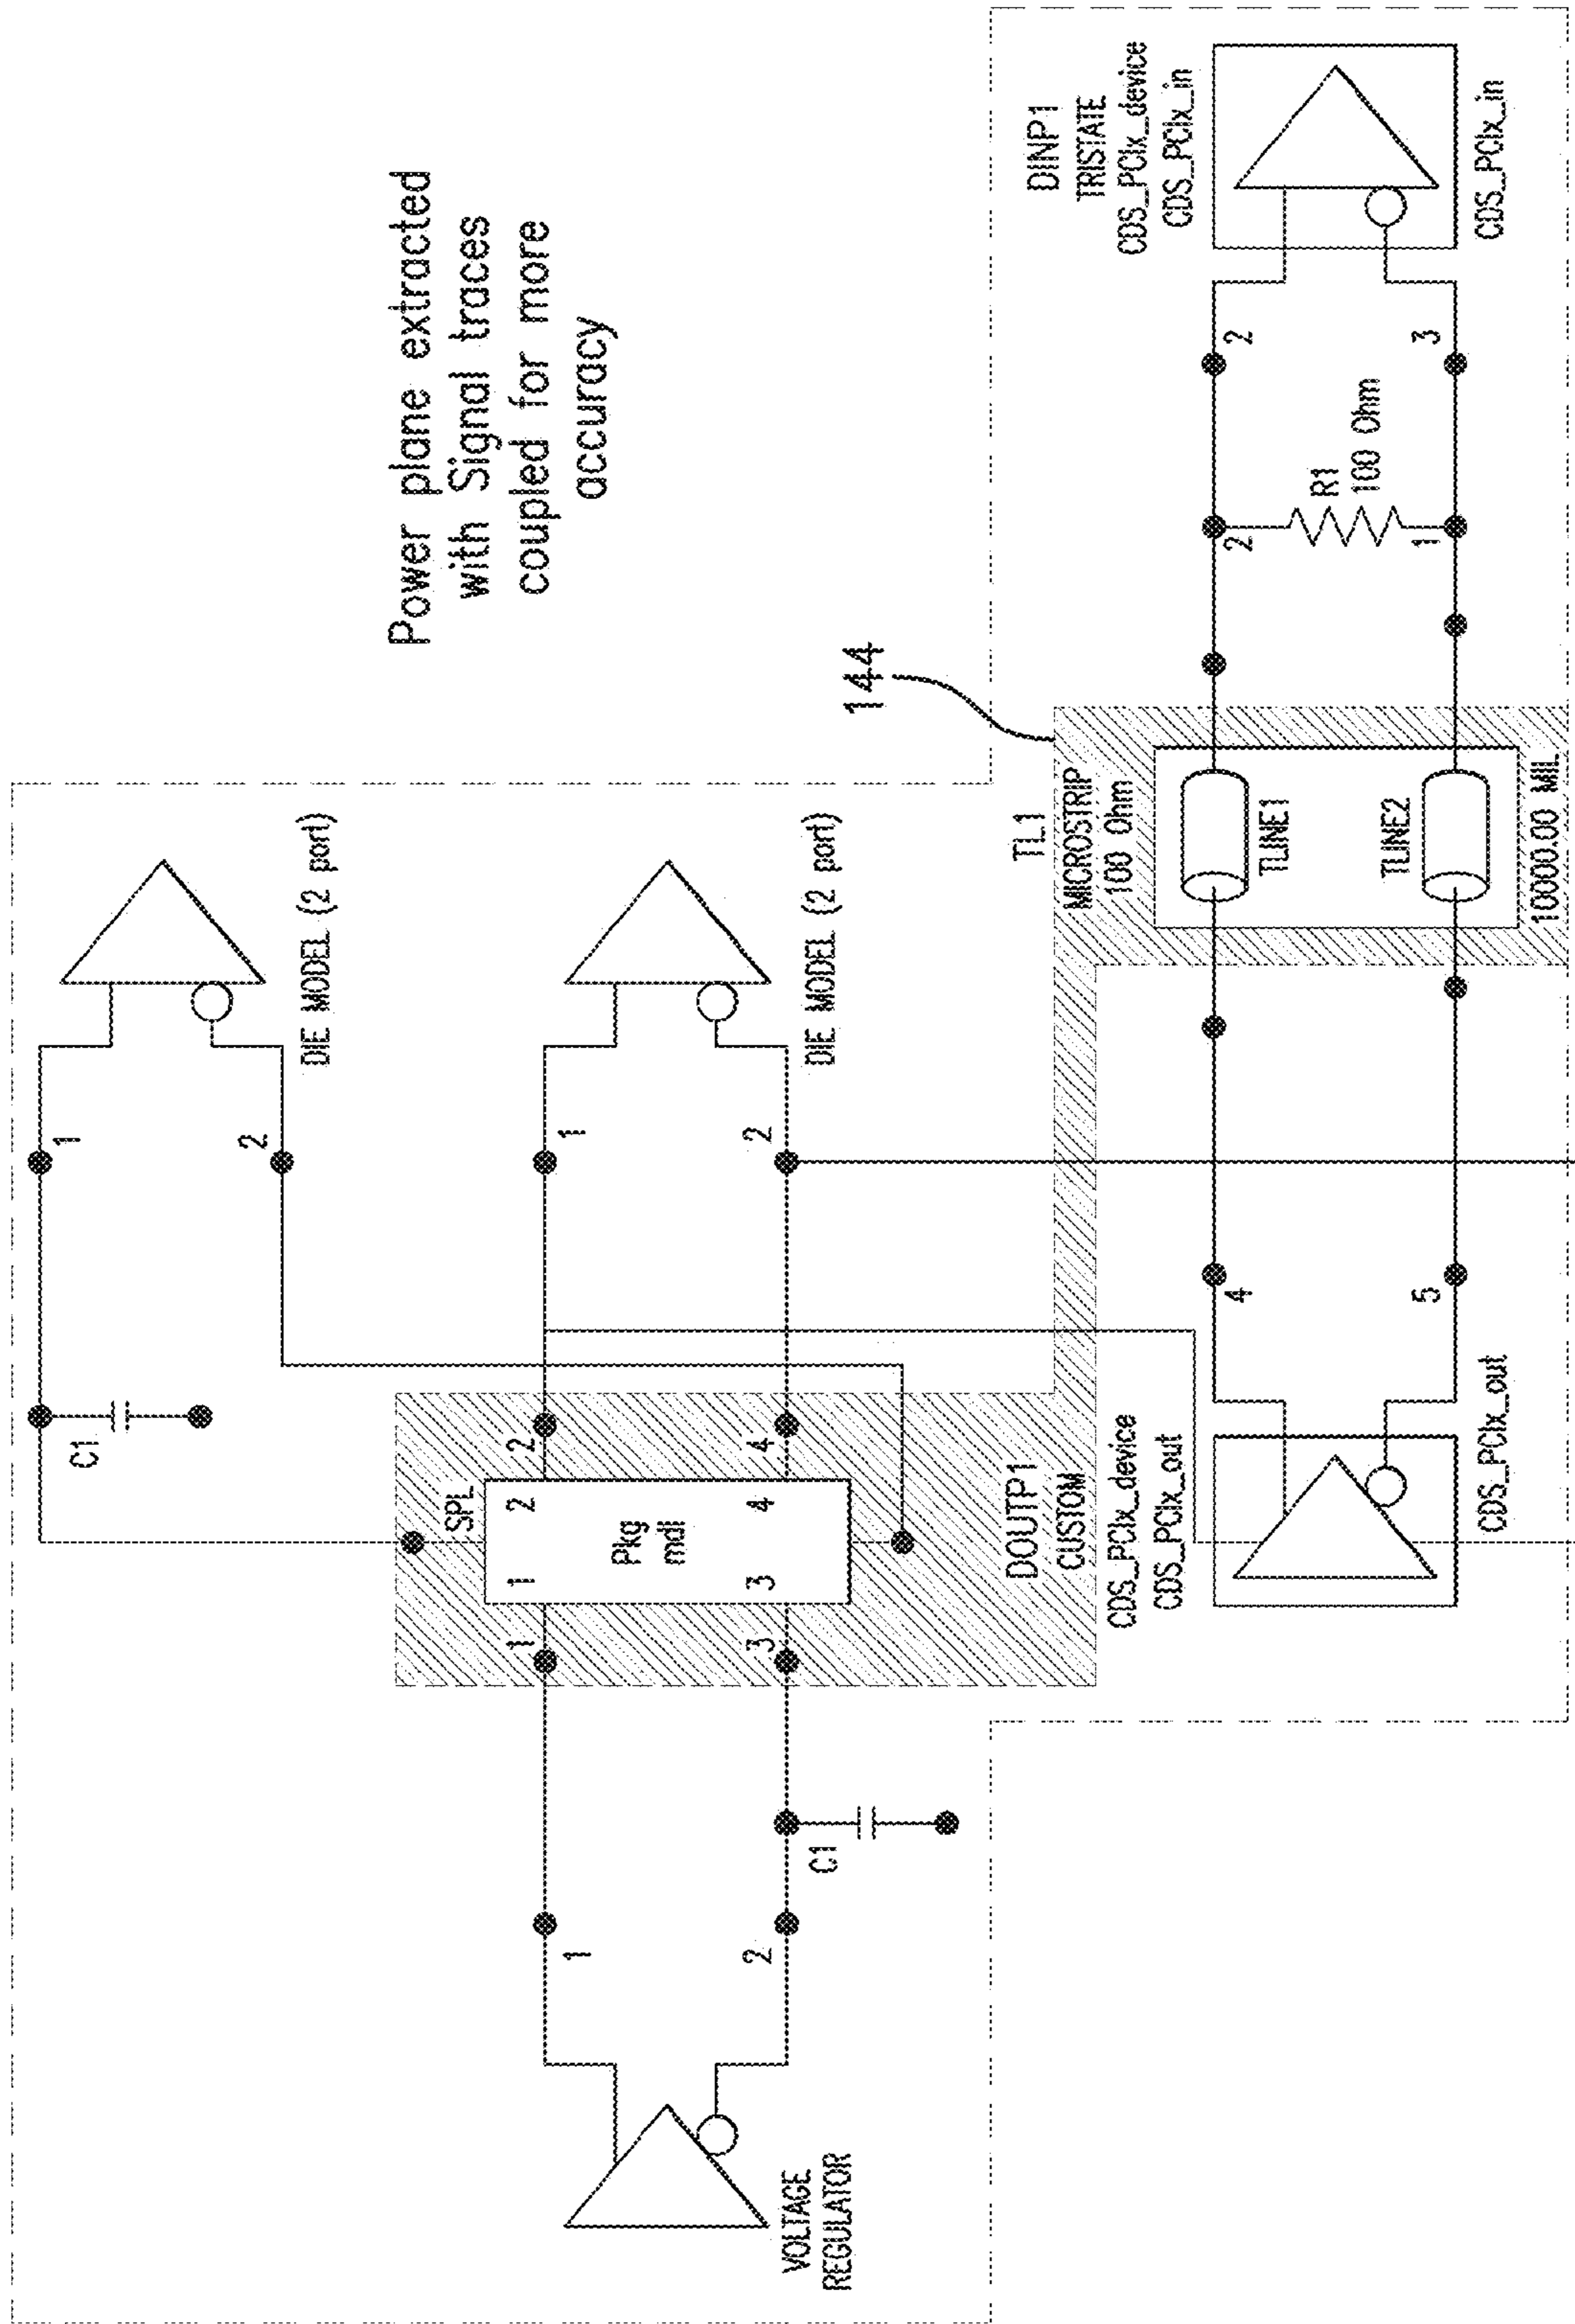 C1
1
2
DIE MODEL (2 port)
Power plane extracted
with Signal traces
coupled for more
accuracy
SPL
1
2
1
2
Pkg
mdl
3
4
3
4
1
2
DIE MODEL (2 port)
1
2
C1
VOLTAGE
REGULATOR
144
DOUTP1
CUSTOM
CDS_PCIx_device
CDS_PCIx_out
4
5
CDS_PCIx_out
TL1
MICROSTRIP
100 Ohm
TLINE1
TLINE2
10000.00 MIL
2
R1
100 Ohm
1
2
3
DINP1
TRISTATE
CDS_PCIx_device
CDS_PCIx_in
CDS_PCIx_in